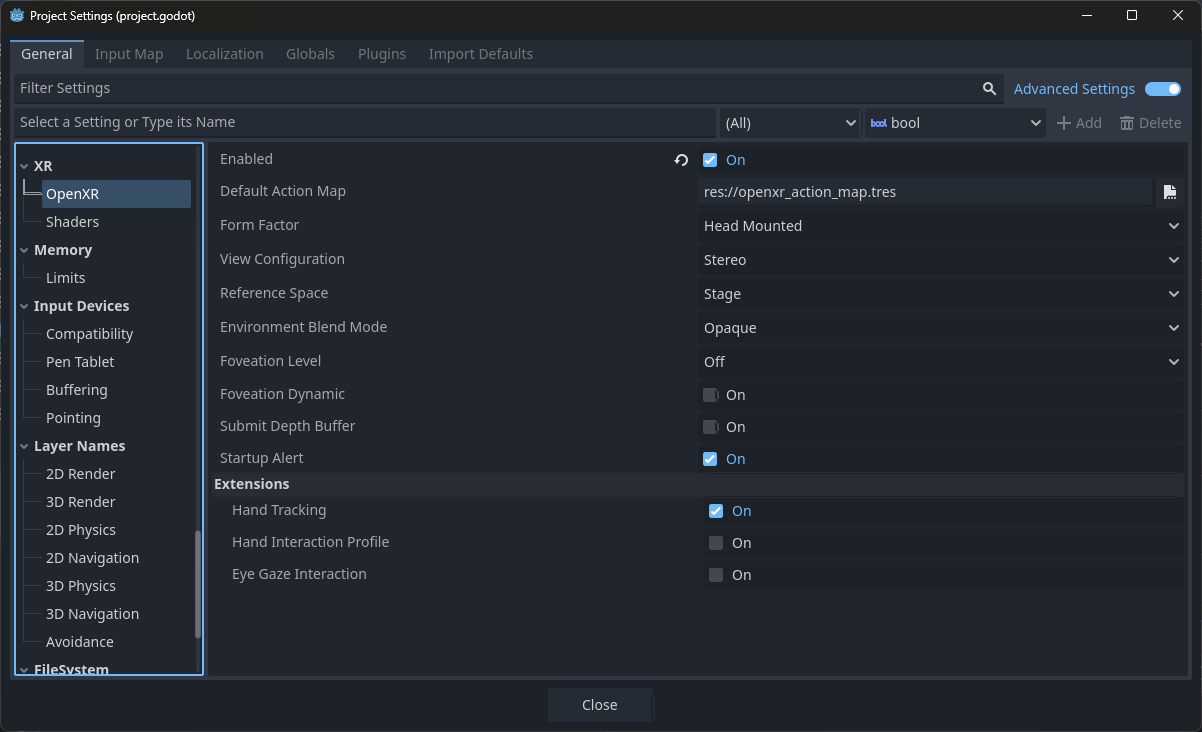 Project Settings (project.godot)
General Input Map Localization Globals Plugins Import Defaults
Filter Settings Advanced Settings
Select a Setting or Type its Name (All) bool bool Add Delete
XR
OpenXR
Shaders
Memory
Limits
Input Devices
Compatibility
Pen Tablet
Buffering
Pointing
Layer Names
2D Render
3D Render
2D Physics
2D Navigation
3D Physics
3D Navigation
Avoidance
FileSystem
Enabled On
Default Action Map res://openxr_action_map.tres
Form Factor Head Mounted
View Configuration Stereo
Reference Space Stage
Environment Blend Mode Opaque
Foveation Level Off
Foveation Dynamic On
Submit Depth Buffer On
Startup Alert On
Extensions
Hand Tracking On
Hand Interaction Profile On
Eye Gaze Interaction On
Close